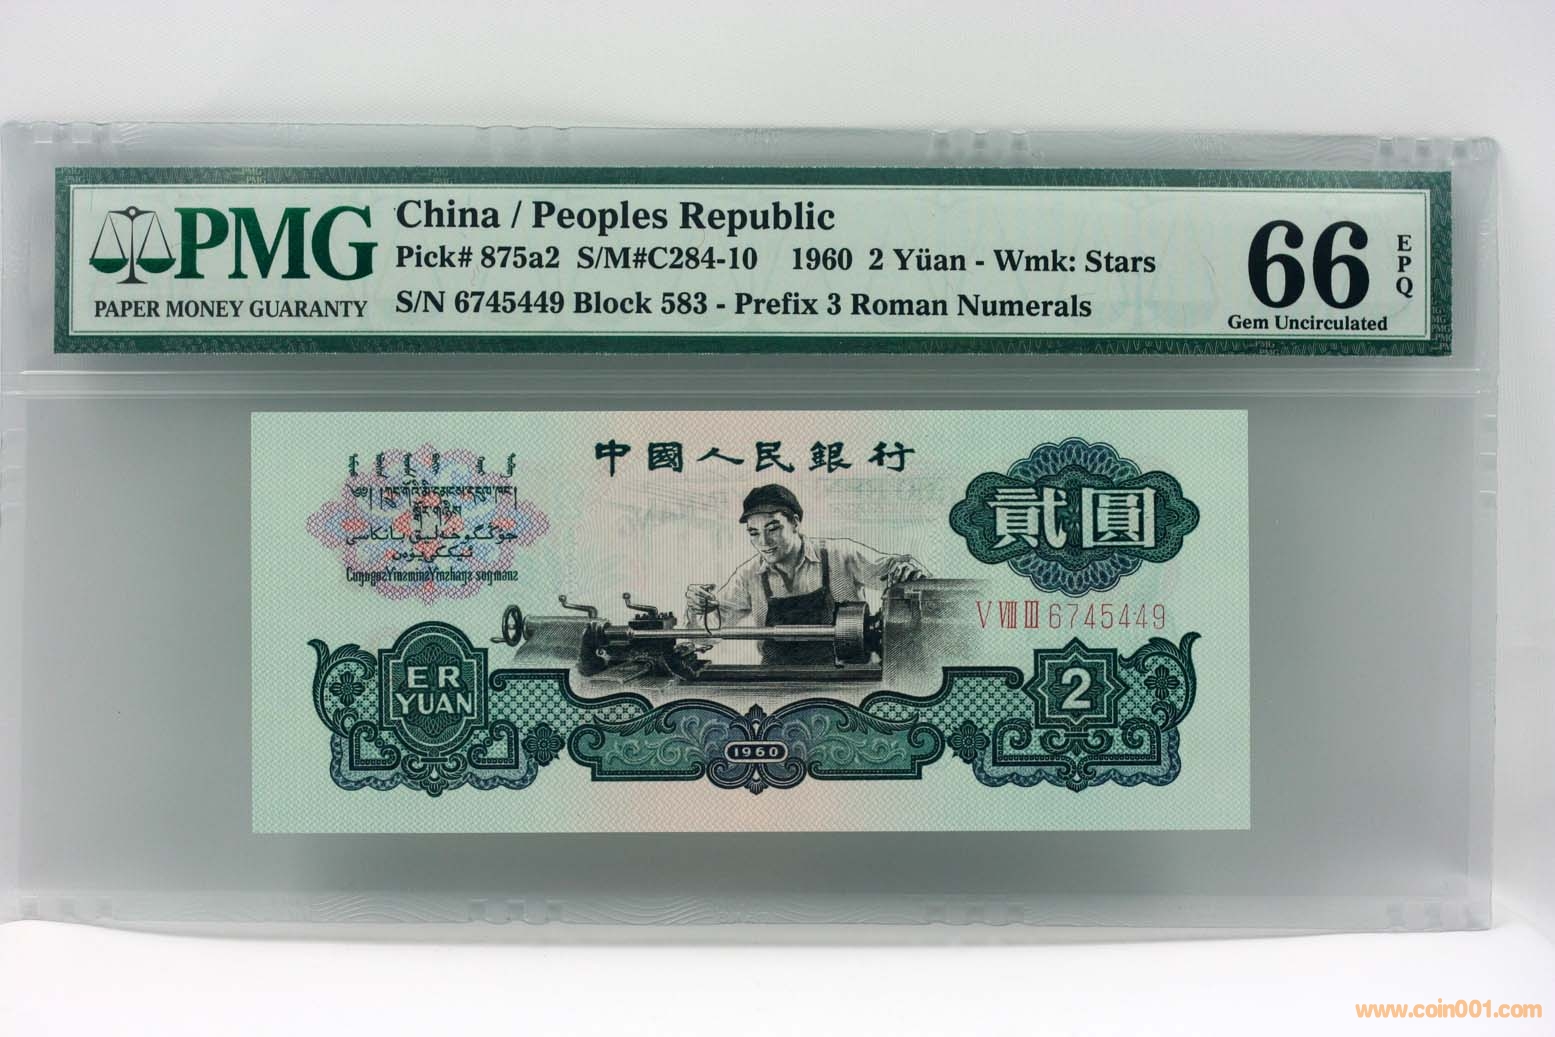 PMG
PAPER MONEY GUARANTY
China / Peoples Republic
Pick# 875a2 S/M#C284-10 1960 2 Yüan - Wmk: Stars
S/N 6745449 Block 583 - Prefix 3 Roman Numerals
66
EPQ
Gem Uncirculated
中國人民銀行
貳圓
V VIII III 6745449
ER
YUAN
2
1960
www.coin001.com